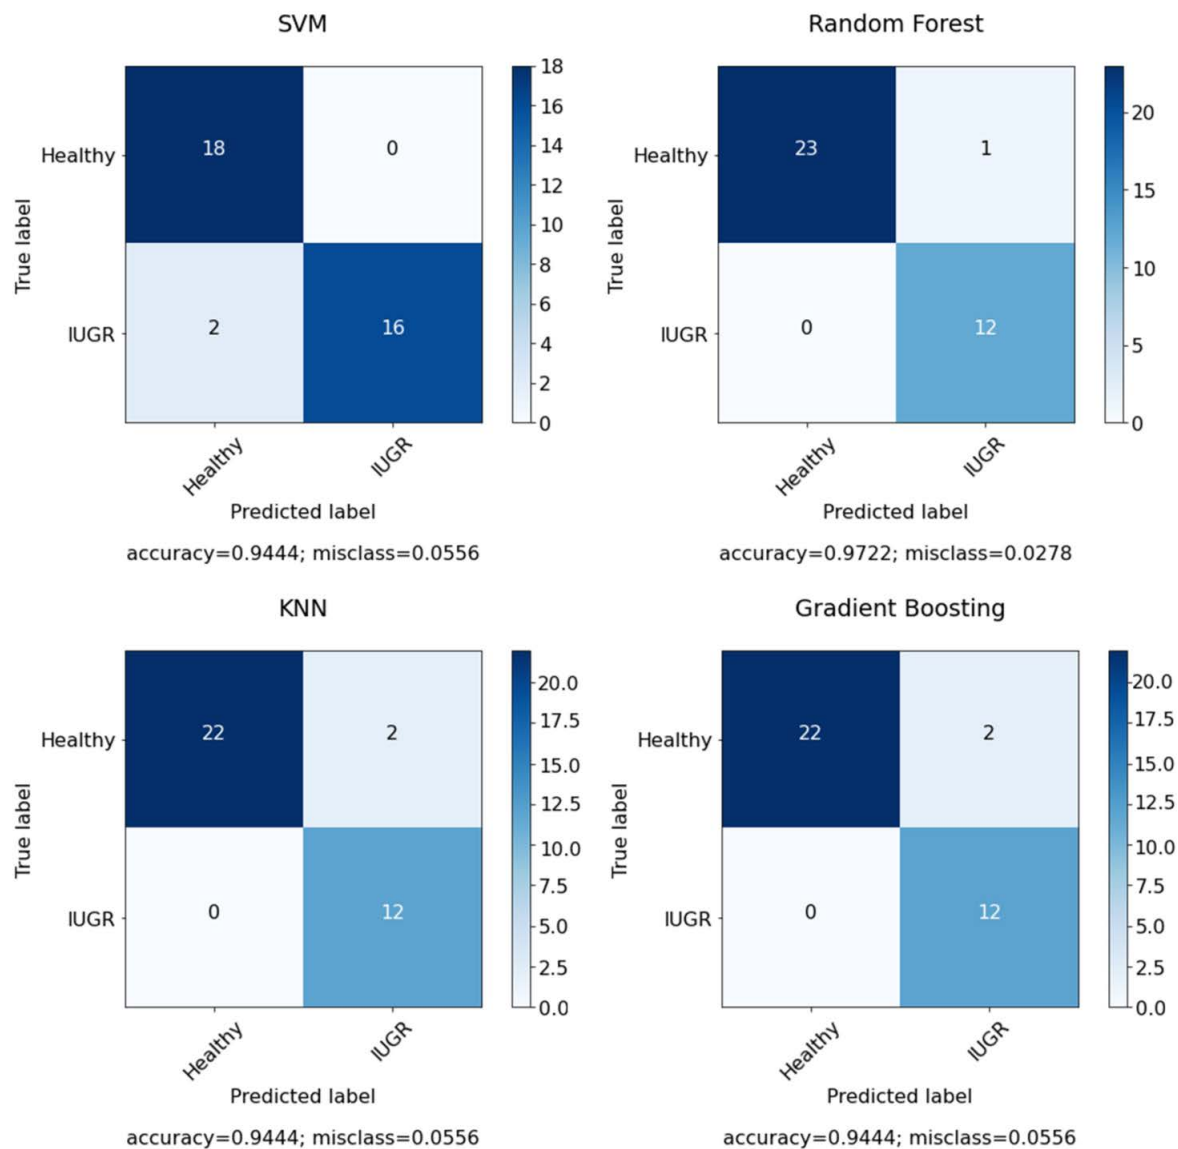 SVM
Healthy
IUGR
True label
18
0
2
16
18
16
14
12
10
8
6
4
2
0
Healthy
IUGR
Predicted label
accuracy=0.9444; misclass=0.0556
Random Forest
Healthy
IUGR
True label
23
1
0
12
20
15
10
5
0
Healthy
IUGR
Predicted label
accuracy=0.9722; misclass=0.0278
KNN
Healthy
IUGR
True label
22
2
0
12
20.0
17.5
15.0
12.5
10.0
7.5
5.0
2.5
0.0
Healthy
IUGR
Predicted label
accuracy=0.9444; misclass=0.0556
Gradient Boosting
Healthy
IUGR
True label
22
2
0
12
20.0
17.5
15.0
12.5
10.0
7.5
5.0
2.5
0.0
Healthy
IUGR
Predicted label
accuracy=0.9444; misclass=0.0556